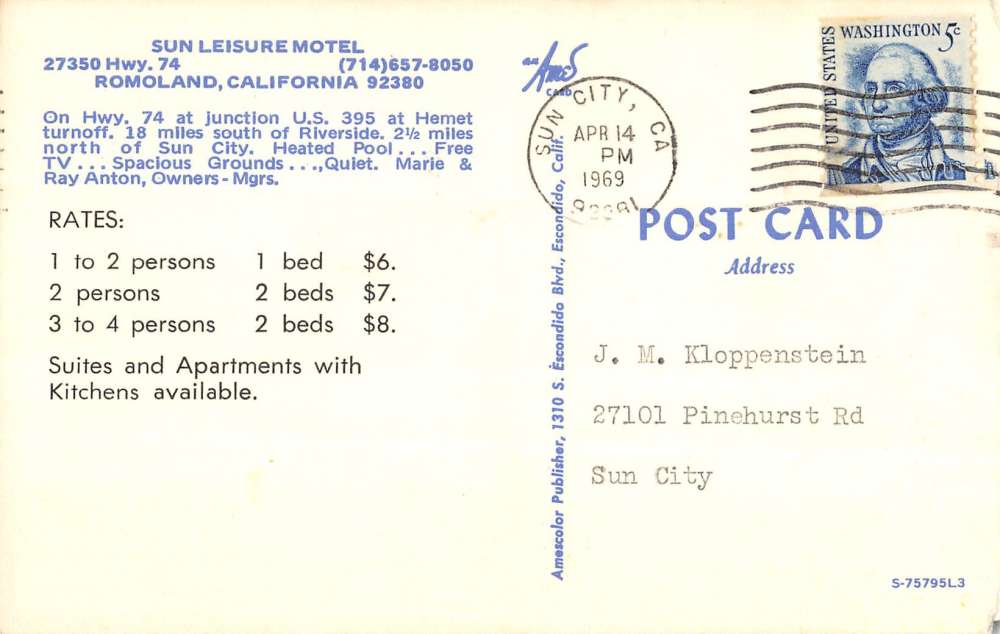 SUN LEISURE MOTEL
27350 Hwy. 74 (714)657-8050
ROMOLAND, CALIFORNIA 92380
On Hwy. 74 at junction U.S. 395 at Hemet
turnoff. 18 miles south of Riverside. 2½ miles
north of Sun City. Heated Pool . . . Free
TV . . . Spacious Grounds . . ., Quiet. Marie &
Ray Anton, Owners - Mgrs.
RATES:
1 to 2 persons 1 bed $6.
2 persons 2 beds $7.
3 to 4 persons 2 beds $8.
Suites and Apartments with
Kitchens available.
AN
Ames
CARD
SUN CITY, CA
APR 14
PM
1969
UNITED STATES
WASHINGTON 5c
POST CARD
Address
J. M. Kloppenstein
27101 Pinehurst Rd
Sun City
Amescolor Publisher, 1310 S. Escondido Blvd., Escondido, Calif.
S-75795L3